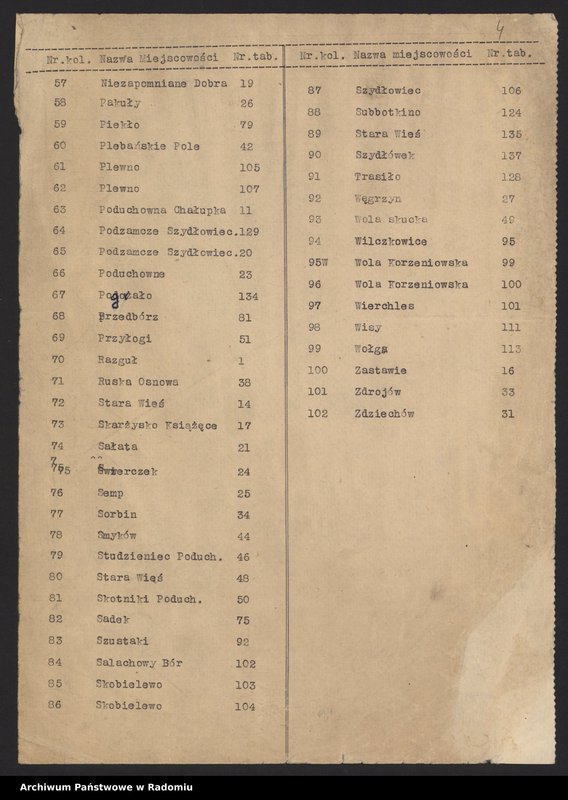 4
Nr.kol. Nazwa Miejscowości Nr.tab.
57 Niezapomniane Dobra 19
58 Pakuły 26
59 Piekło 79
60 Plebańskie Pole 42
61 Plewno 105
62 Plewno 107
63 Poduchowna Chałupka 11
64 Podzamcze Szydłowiec.129
65 Podzamcze Szydłowiec.20
66 Poduchowne 23
67 Pogorzało 134
68 Przedbórz 81
69 Przyłogi 51
70 Razguł 1
71 Ruska Osnowa 38
72 Stara Wieś 14
73 Skarżysko Książęce 17
74 Sałata 21
75 Świerczek 24
76 Semp 25
77 Sorbin 34
78 Smyków 44
79 Studzieniec Poduch. 46
80 Stara Więś 48
81 Skotniki Poduch. 50
82 Sadek 75
83 Szustaki 92
84 Salachowy Bór 102
85 Skobielewo 103
86 Skobielewo 104
Nr.kol. Nazwa miejscowości Nr.tab.
87 Szydłowiec 106
88 Subbotkino 124
89 Stara Wieś 135
90 Szydłówek 137
91 Trasiło 128
92 Węgrzyn 27
93 Wola skucka 49
94 Wilczkowice 95
95W Wola Korzeniowska 99
96 Wola Korzeniowska 100
97 Wierchles 101
98 Wisy 111
99 Wołga 113
100 Zastawie 16
101 Zdrojów 33
102 Zdziechów 31
Archiwum Państwowe w Radomiu